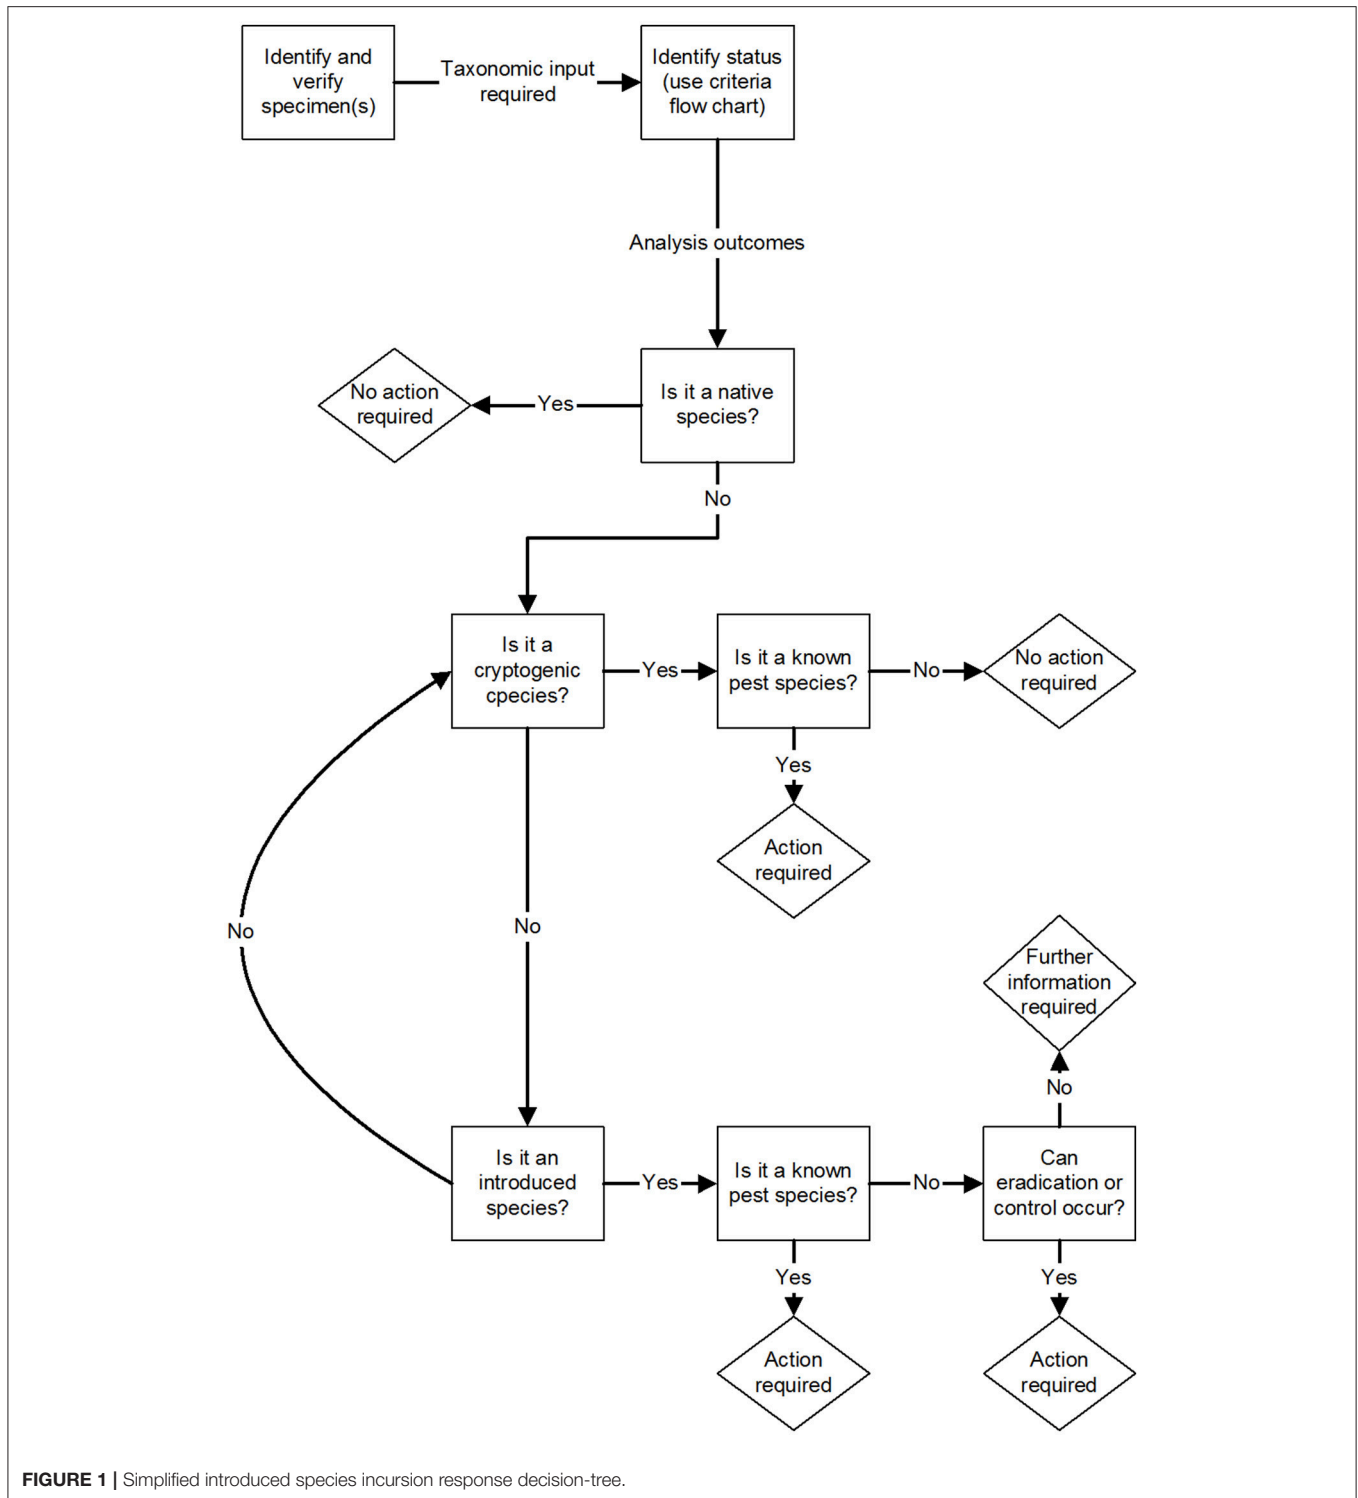 Identify and
verify
specimen(s)
Taxonomic input
required
Identify status
(use criteria
flow chart)
Analysis outcomes
Is it a native
species?
Yes
No action
required
No
Is it a
cryptogenic
cpecies?
Yes
Is it a known
pest species?
No
No action
required
Yes
Action
required
No
No
Further
information
required
No
Is it an
introduced
species?
Yes
Is it a known
pest species?
No
Can
eradication or
control occur?
Yes
Action
required
Yes
Action
required
FIGURE 1 | Simplified introduced species incursion response decision-tree.